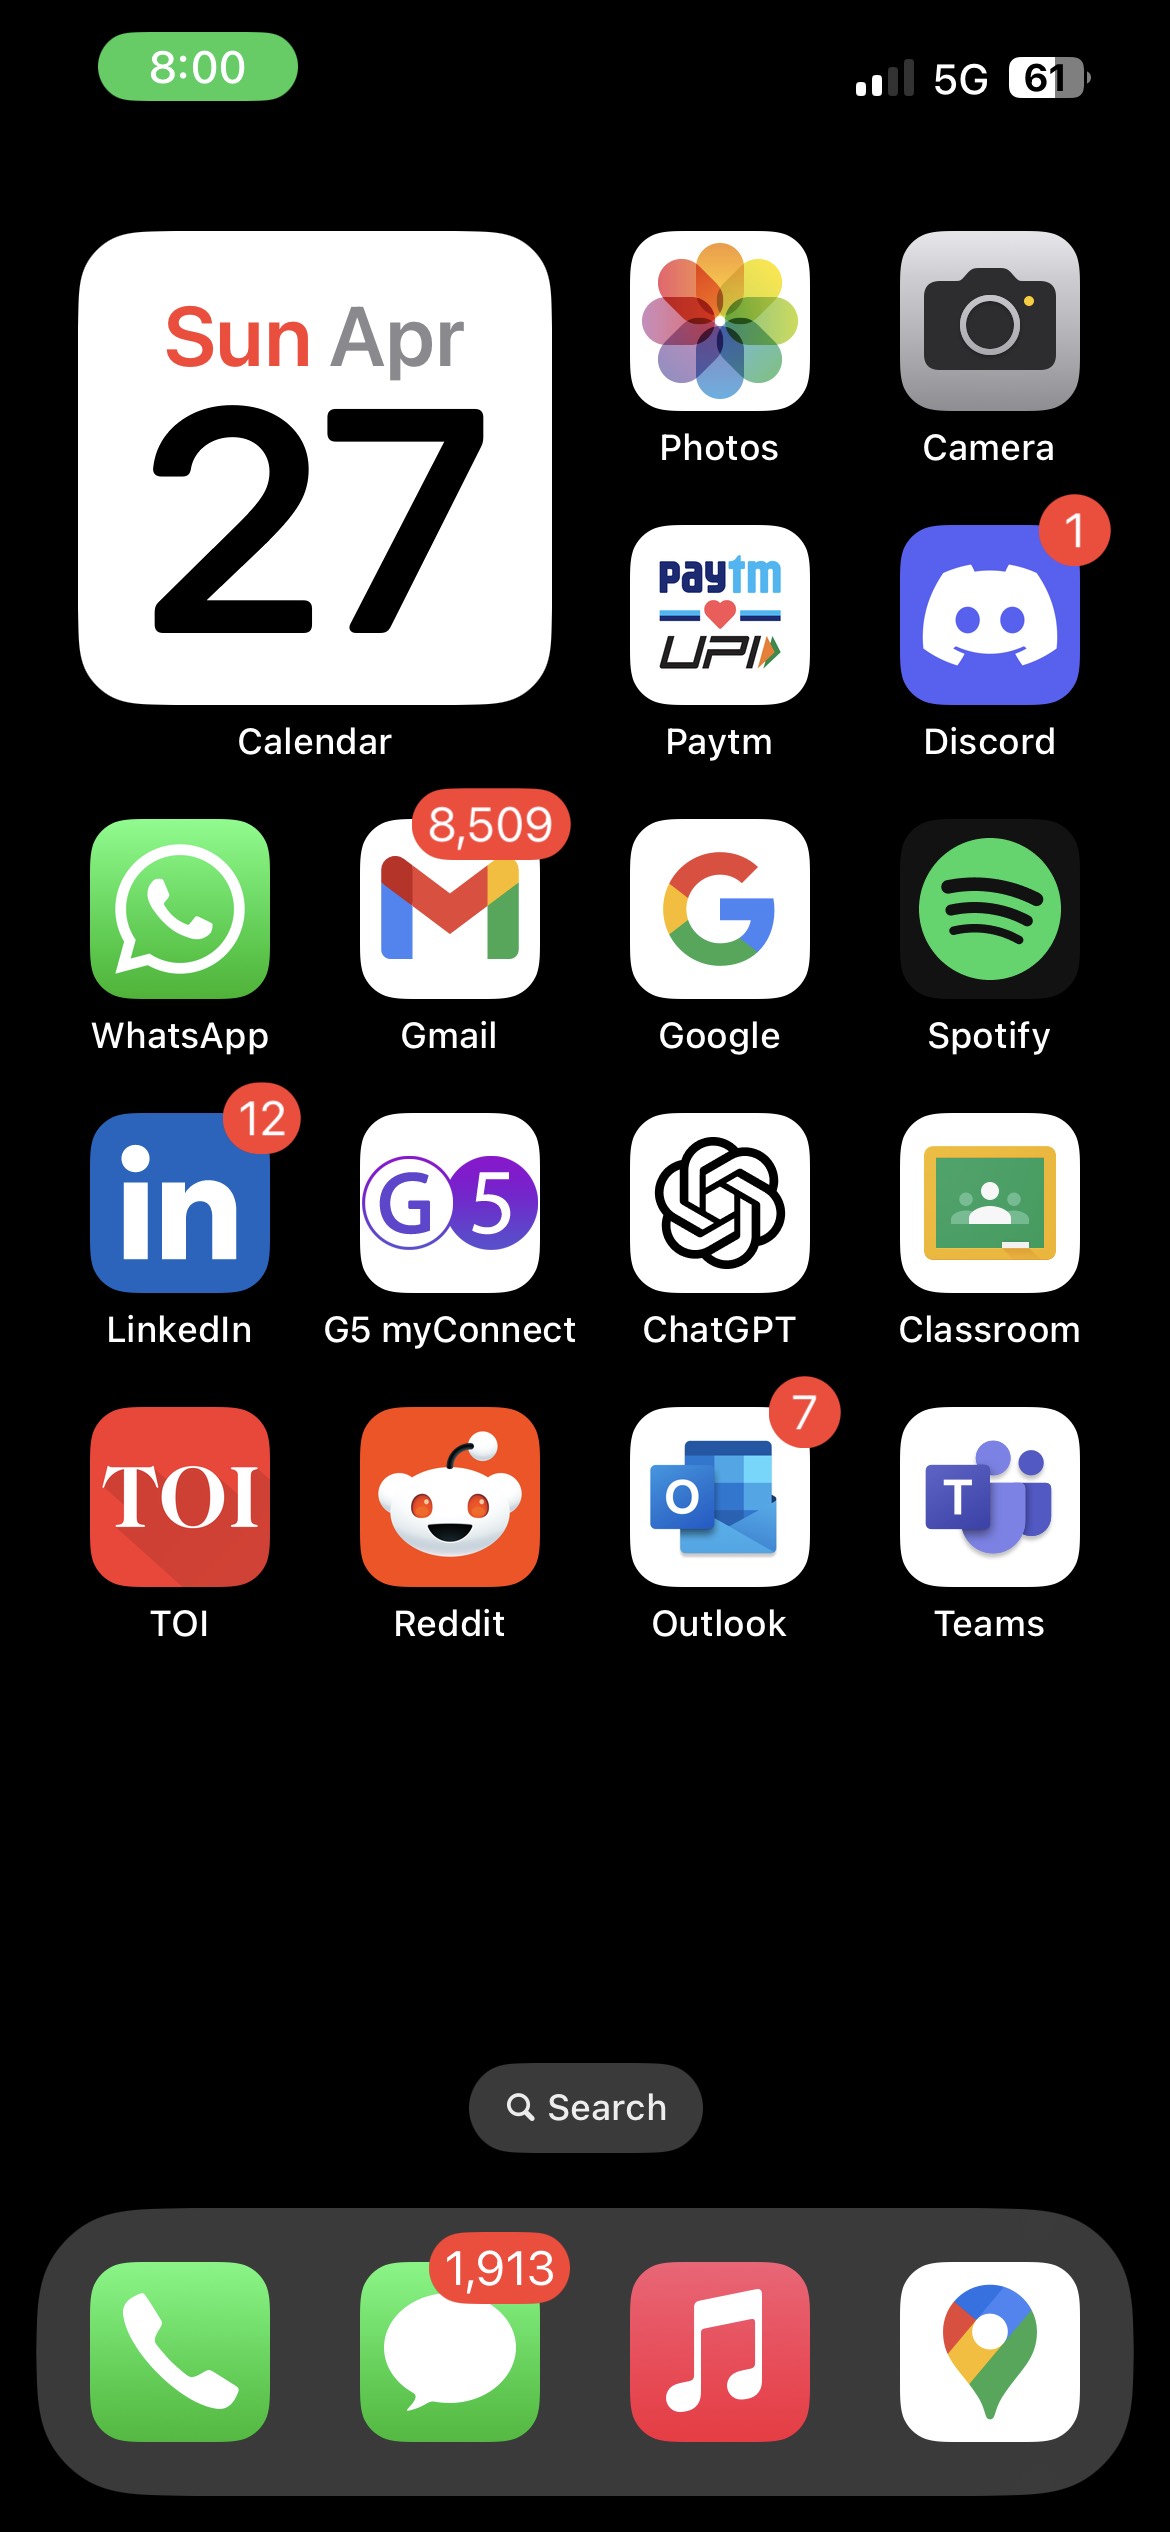 8:00
5G 61
Sun Apr
27
Calendar
Photos
Camera
paytm
UPI
Paytm
1
Discord
WhatsApp
8,509
Gmail
G
Google
Spotify
in
12
LinkedIn
G5
G5 myConnect
ChatGPT
Classroom
TOI
TOI
Reddit
O
7
Outlook
T
Teams
Search
1,913